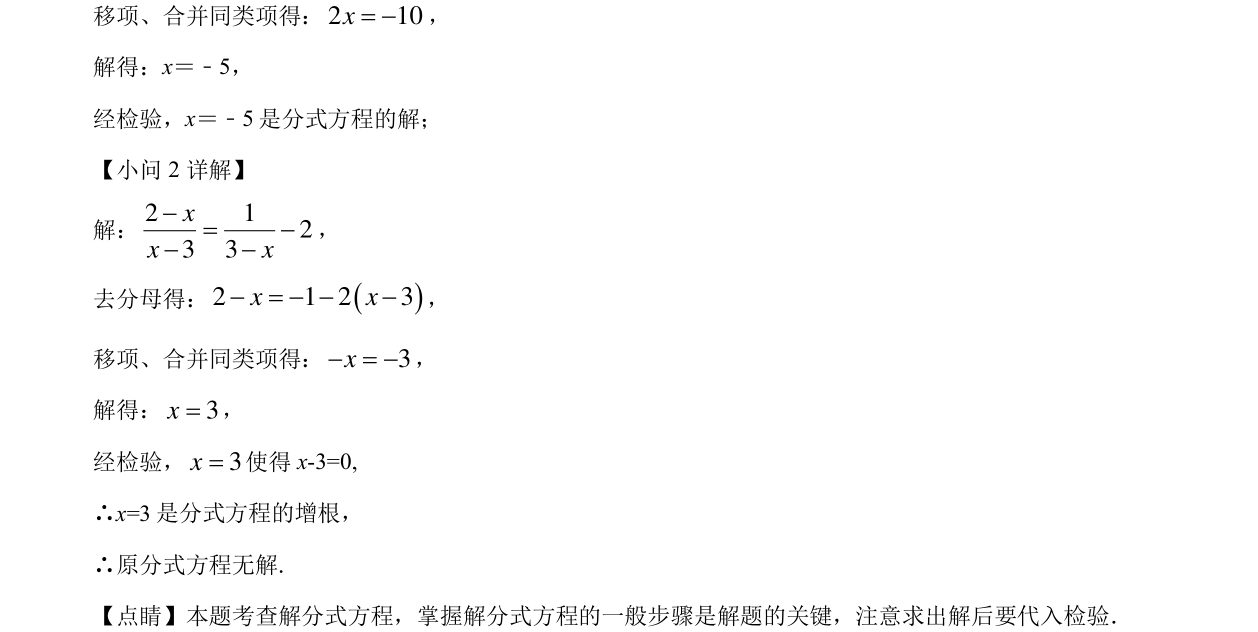 移项、合并同类项得：2x = −10，
解得：x＝﹣5，
经检验，x＝﹣5 是分式方程的解；
【小问 2 详解】
解：\frac{2-x}{x-3} = \frac{1}{3-x} − 2，
去分母得：2 − x = −1 − 2(x − 3)，
移项、合并同类项得：−x = −3，
解得：x = 3，
经检验，x = 3 使得 x-3=0,
∴x=3 是分式方程的增根，
∴原分式方程无解.
【点睛】本题考查解分式方程，掌握解分式方程的一般步骤是解题的关键，注意求出解后要代入检验．